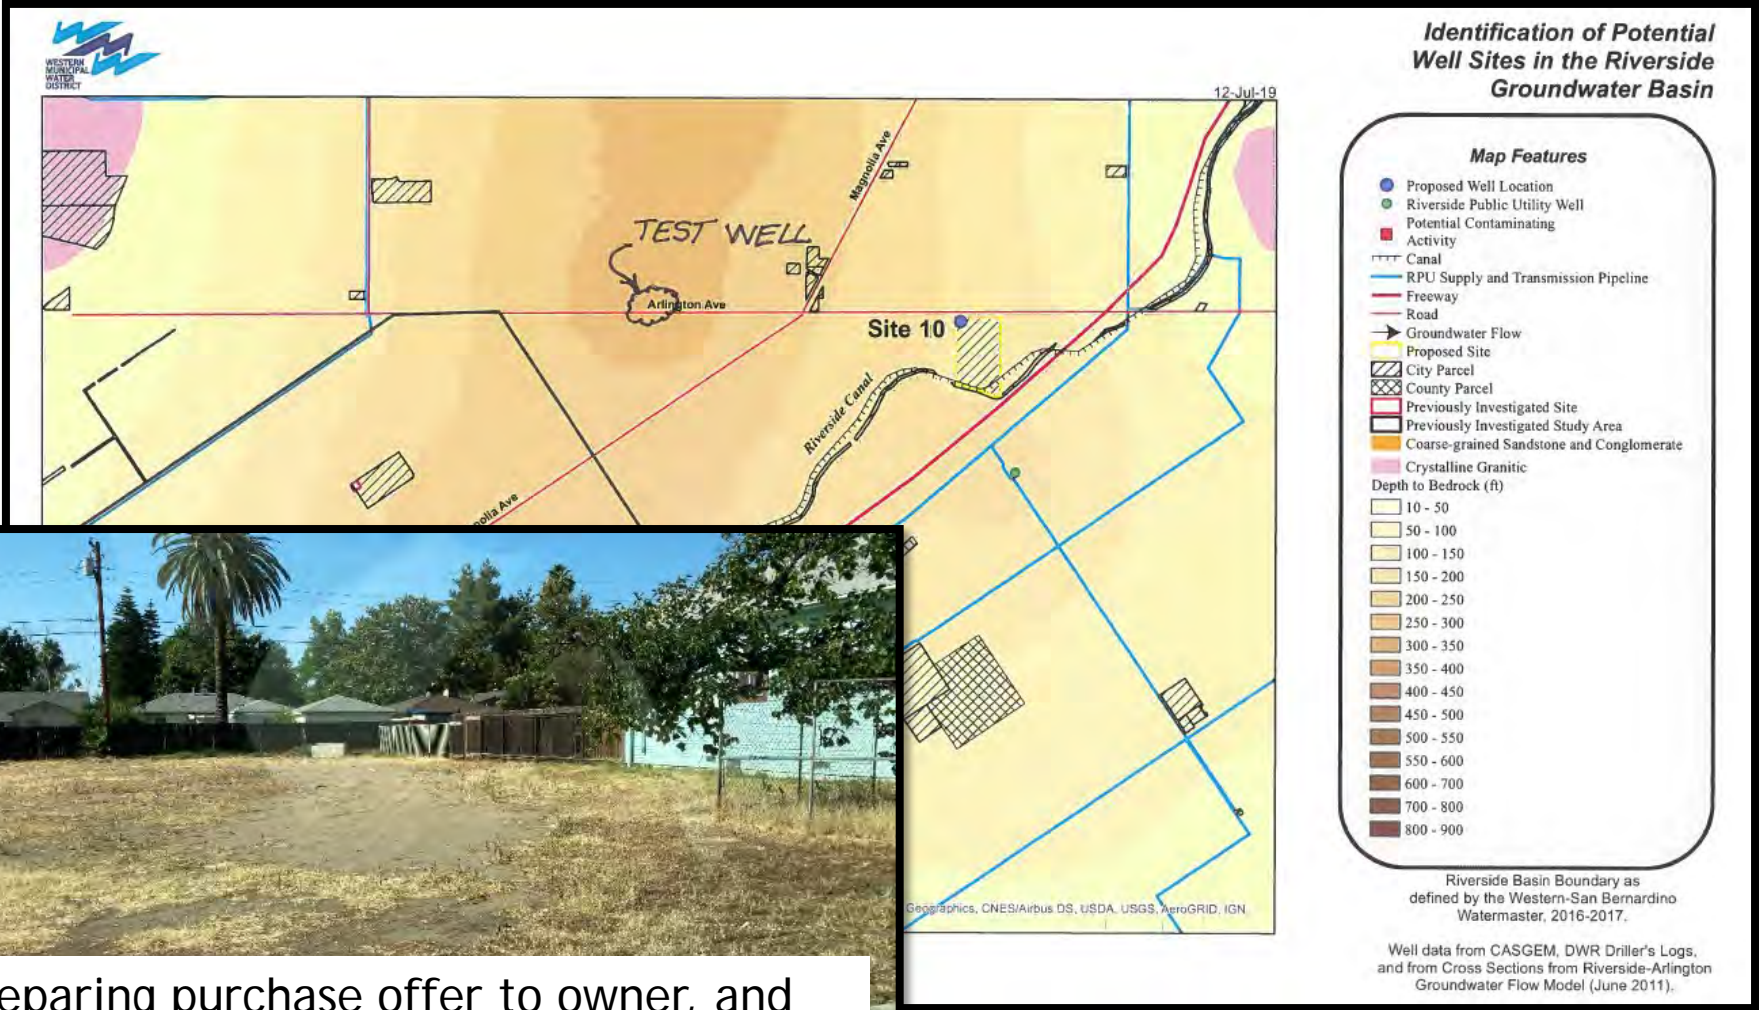 WESTERN
MUNICIPAL
WATER
DISTRICT
Identification of Potential
Well Sites in the Riverside
Groundwater Basin
12-Jul-19
Magnolia Ave
TEST WELL
Arlington Ave
Site 10
Riverside Canal
nolia Ave
Geographics, CNES/Airbus DS, USDA, USGS, AeroGRID, IGN,
Map Features
Proposed Well Location
Riverside Public Utility Well
Potential Contaminating
Activity
Canal
RPU Supply and Transmission Pipeline
Freeway
Road
Groundwater Flow
Proposed Site
City Parcel
County Parcel
Previously Investigated Site
Previously Investigated Study Area
Coarse-grained Sandstone and Conglomerate
Crystalline Granitic
Depth to Bedrock (ft)
10 - 50
50 - 100
100 - 150
150 - 200
200 - 250
250 - 300
300 - 350
350 - 400
400 - 450
450 - 500
500 - 550
550 - 600
600 - 700
700 - 800
800 - 900
Riverside Basin Boundary as
defined by the Western-San Bernardino
Watermaster, 2016-2017.
Well data from CASGEM, DWR Driller's Logs,
and from Cross Sections from Riverside-Arlington
Groundwater Flow Model (June 2011).
eparing purchase offer to owner, and